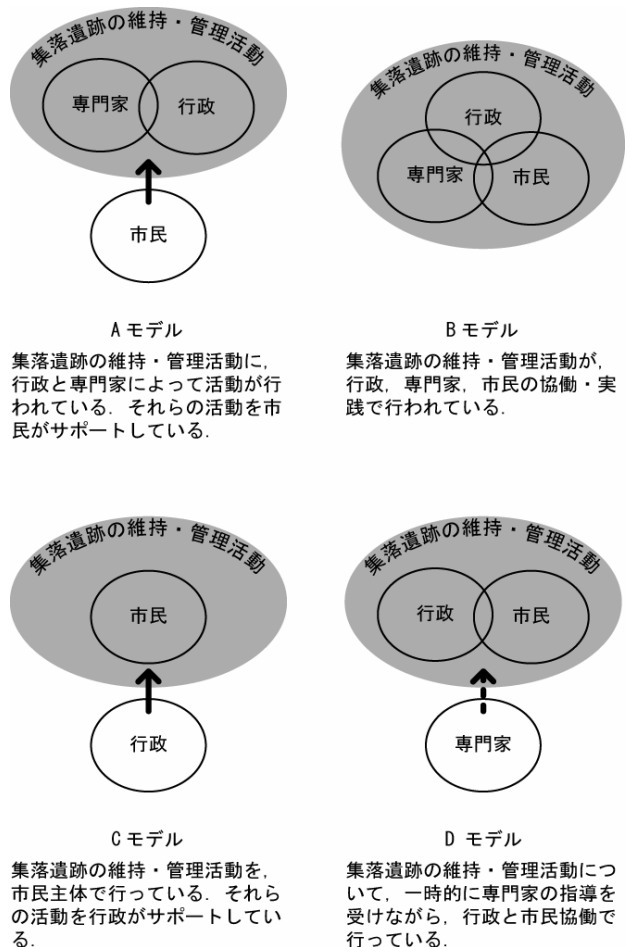 集落遺跡の維持・管理活動
専門家
行政
市民
Aモデル
集落遺跡の維持・管理活動に，
行政と専門家によって活動が行
われている．それらの活動を市
民がサポートしている．
集落遺跡の維持・管理活動
行政
専門家
市民
Bモデル
集落遺跡の維持・管理活動が，
行政，専門家，市民の協働・実
践で行われている．
集落遺跡の維持・管理活動
市民
行政
Cモデル
集落遺跡の維持・管理活動を，
市民主体で行っている．それら
の活動を行政がサポートしてい
る．
集落遺跡の維持・管理活動
行政
市民
専門家
D モデル
集落遺跡の維持・管理活動につ
いて，一時的に専門家の指導を
受けながら，行政と市民協働で
行っている．